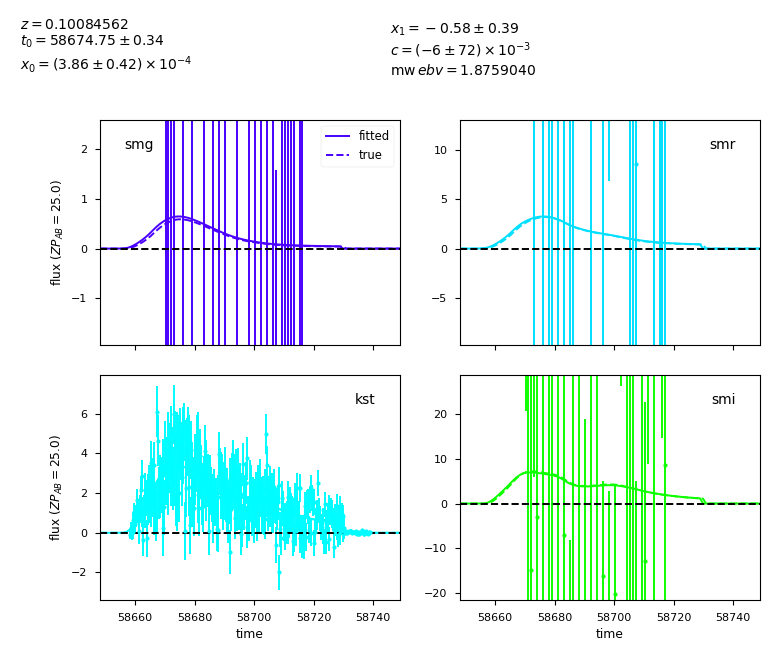 z = 0.10084562
t₀ = 58674.75 ± 0.34
x₀ = (3.86 ± 0.42) × 10⁻⁴
x₁ = −0.58 ± 0.39
c = (−6 ± 72) × 10⁻³
mw ebv = 1.8759040
smg
fitted
true
2
1
0
−1
flux (ZP_AB = 25.0)
smr
10
5
0
−5
kst
6
4
2
0
−2
flux (ZP_AB = 25.0)
58660 58680 58700 58720 58740
time
smi
20
10
0
−10
−20
58660 58680 58700 58720 58740
time